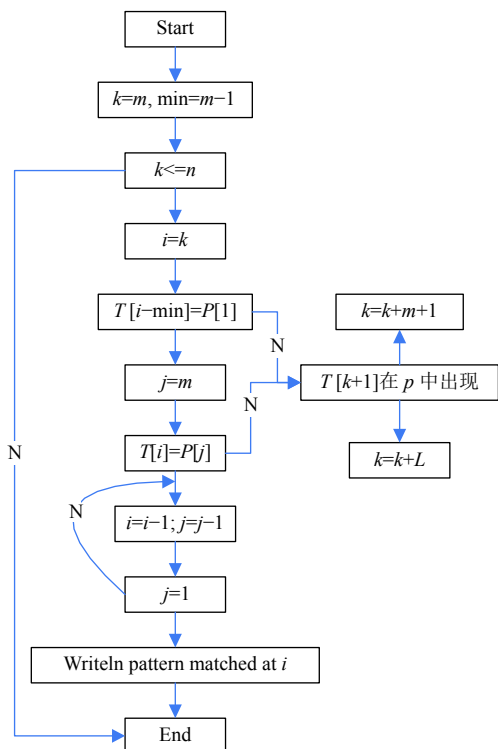 Start
k=m, min=m−1
k<=n
i=k
T [i−min]=P[1]
k=k+m+1
N
j=m
T [k+1]在 p 中出现
N
T[i]=P[j]
N
k=k+L
N
i=i−1; j=j−1
j=1
Writeln pattern matched at i
End